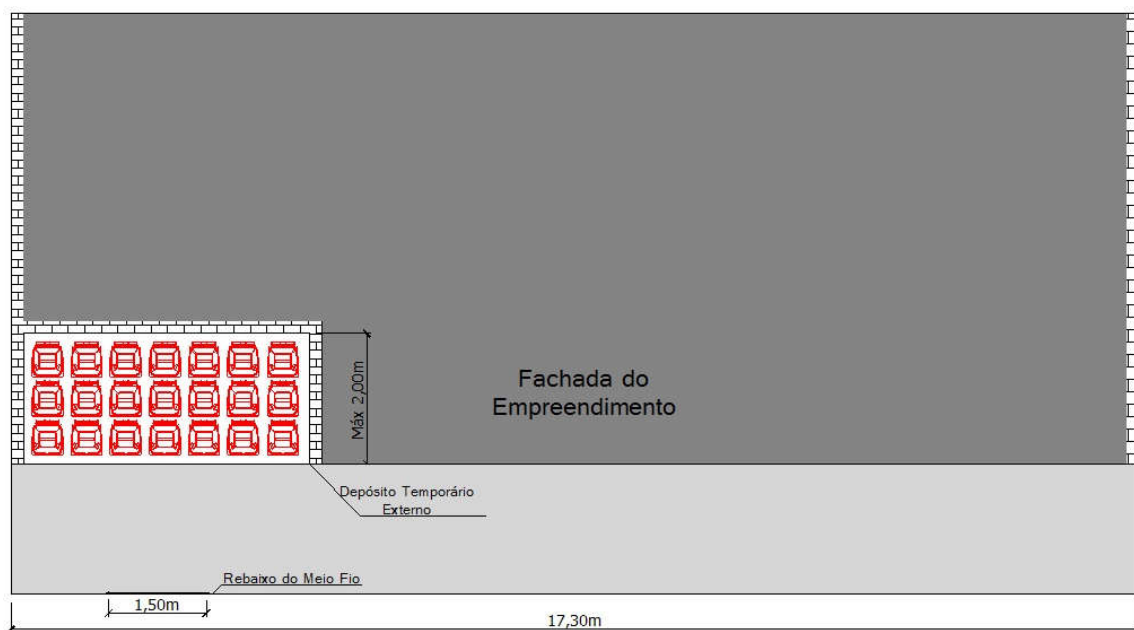 Máx 2,00m
Fachada do
Empreendimento
Depósito Temporário
Externo
Rebaixo do Meio Fio
1,50m
17,30m